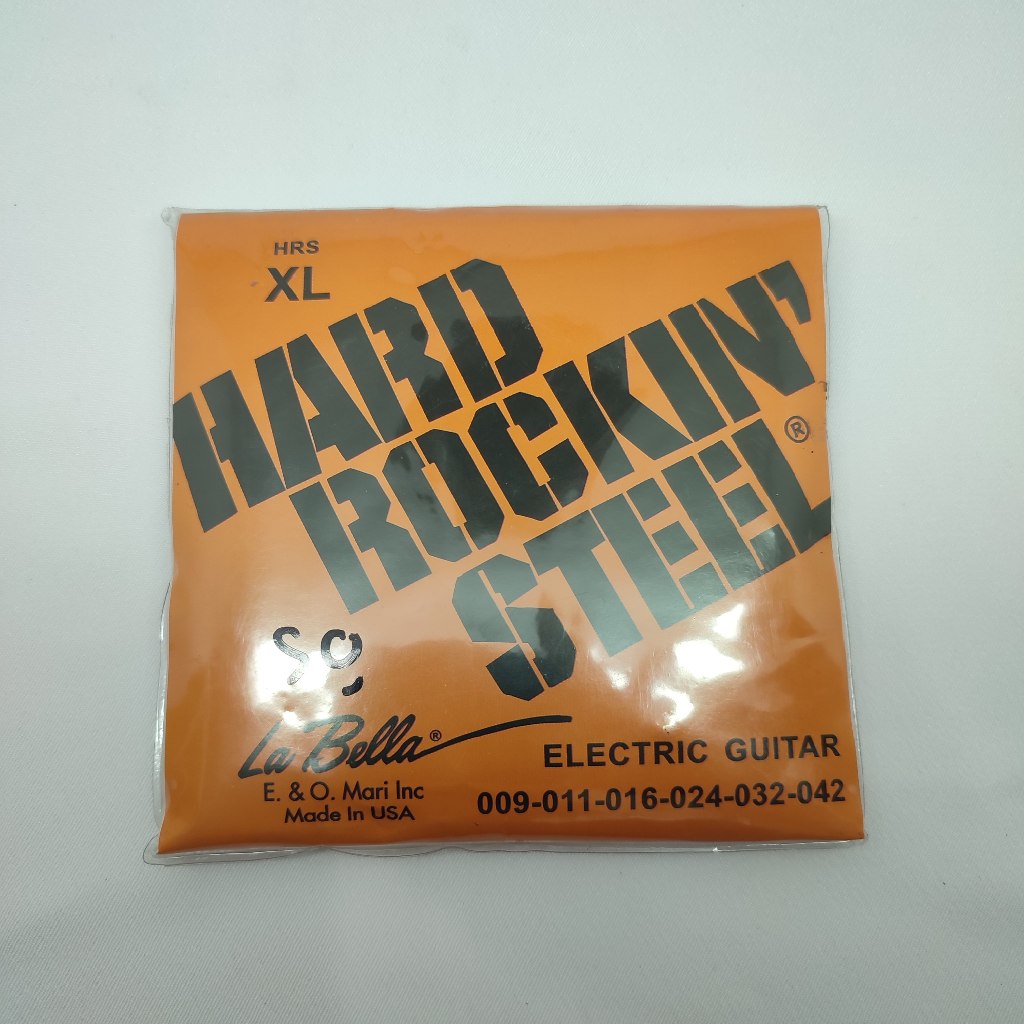 HRS
XL
HARD
ROCKIN'
STEEL®
La Bella®
E. & O. Mari Inc
Made In USA
ELECTRIC GUITAR
009-011-016-024-032-042